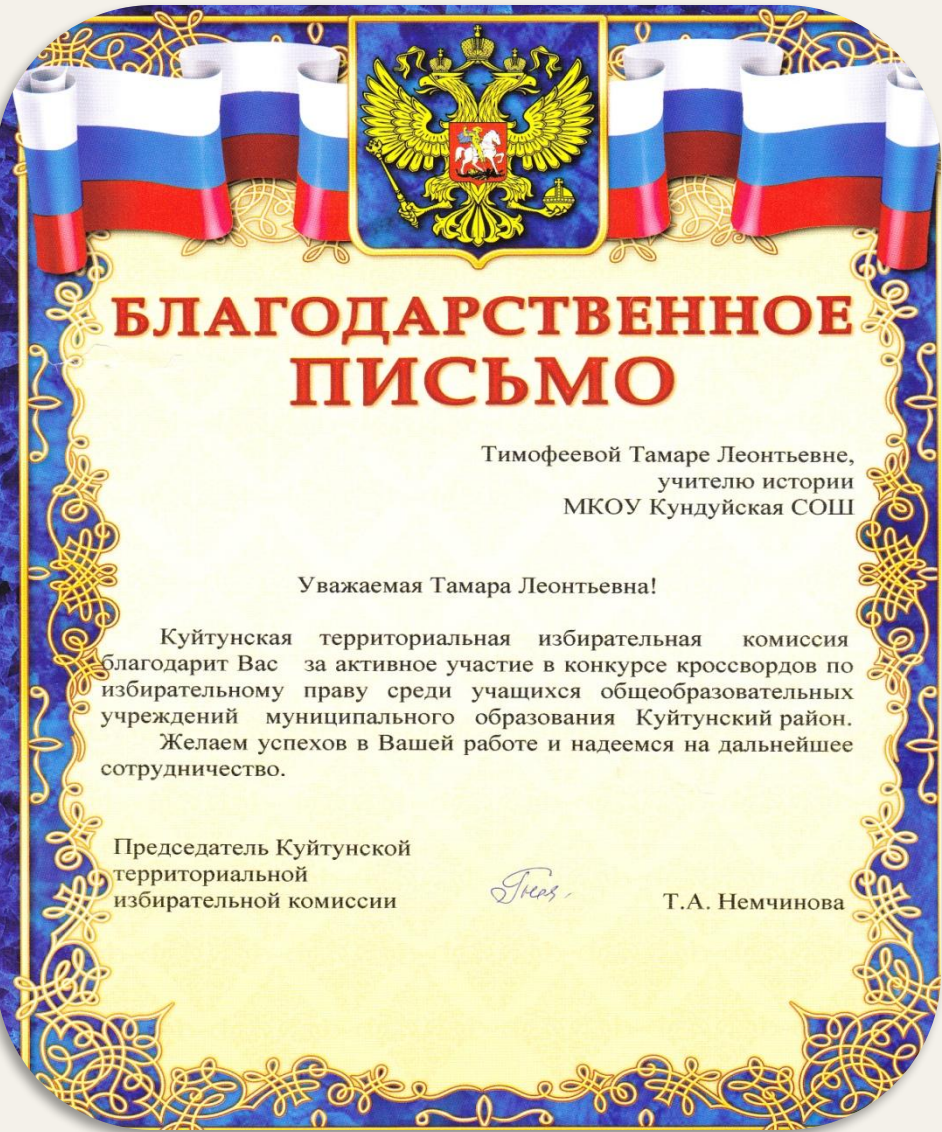 БЛАГОДАРСТВЕННОЕ
ПИСЬМО
Тимофеевой Тамаре Леонтьевне,
учителю истории
МКОУ Кундуйская СОШ
Уважаемая Тамара Леонтьевна!
Куйтунская территориальная избирательная комиссия
благодарит Вас за активное участие в конкурсе кроссвордов по
избирательному праву среди учащихся общеобразовательных
учреждений муниципального образования Куйтунский район.
Желаем успехов в Вашей работе и надеемся на дальнейшее
сотрудничество.
Председатель Куйтунской
территориальной
избирательной комиссии
Т.А. Немчинова